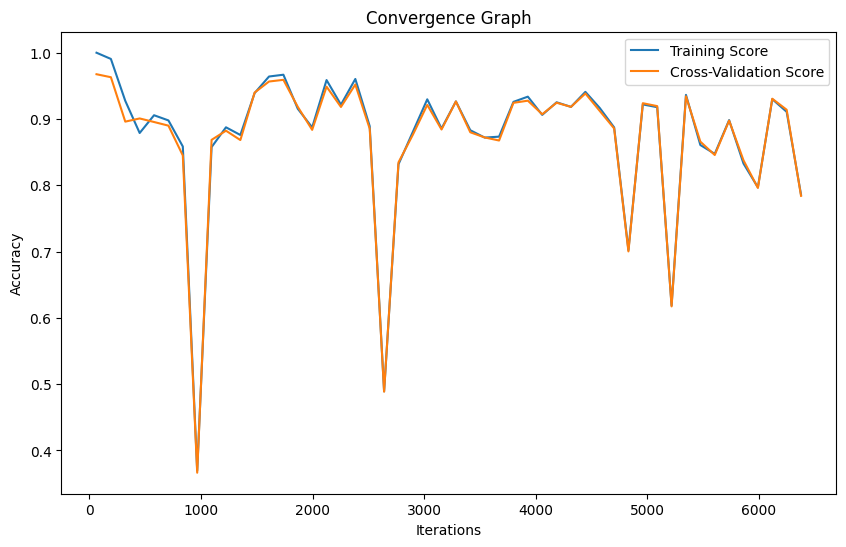 Convergence Graph
Training Score
Cross-Validation Score
1.0
0.9
0.8
0.7
0.6
0.5
0.4
Accuracy
0
1000
2000
3000
4000
5000
6000
Iterations